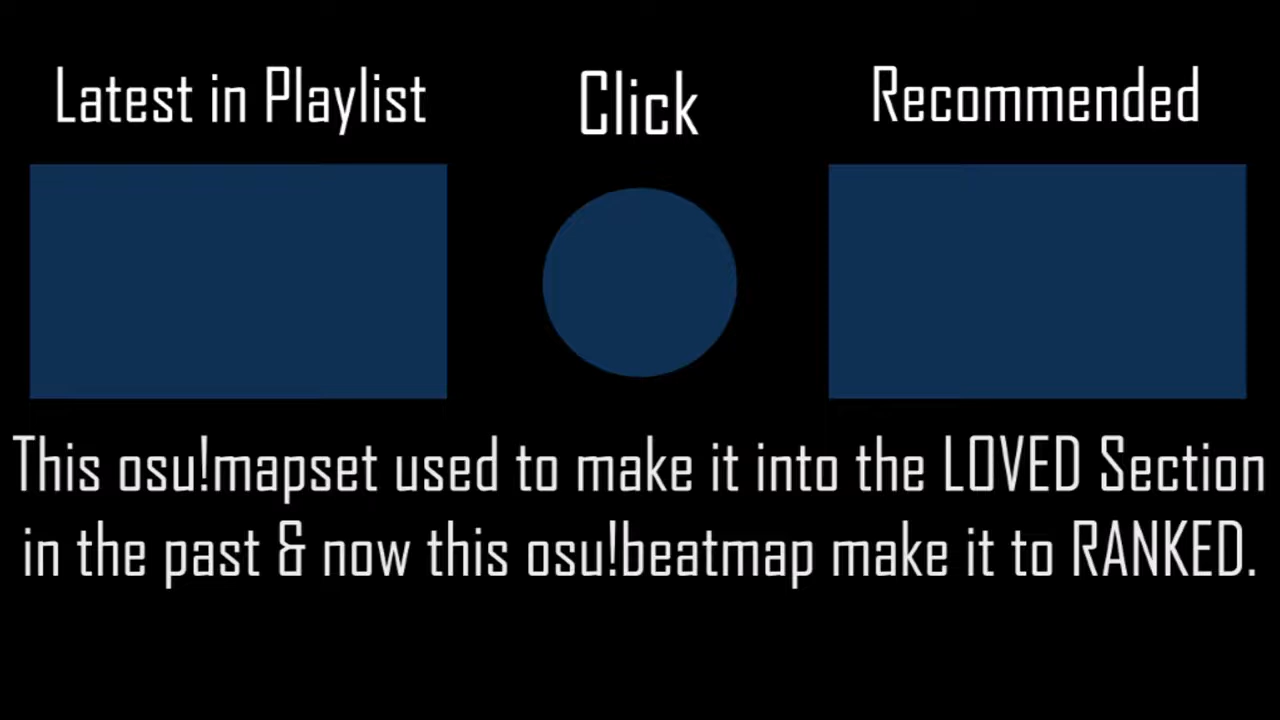 Latest in Playlist
Click
Recommended
This osu!mapset used to make it into the LOVED Section
in the past & now this osu!beatmap make it to RANKED.